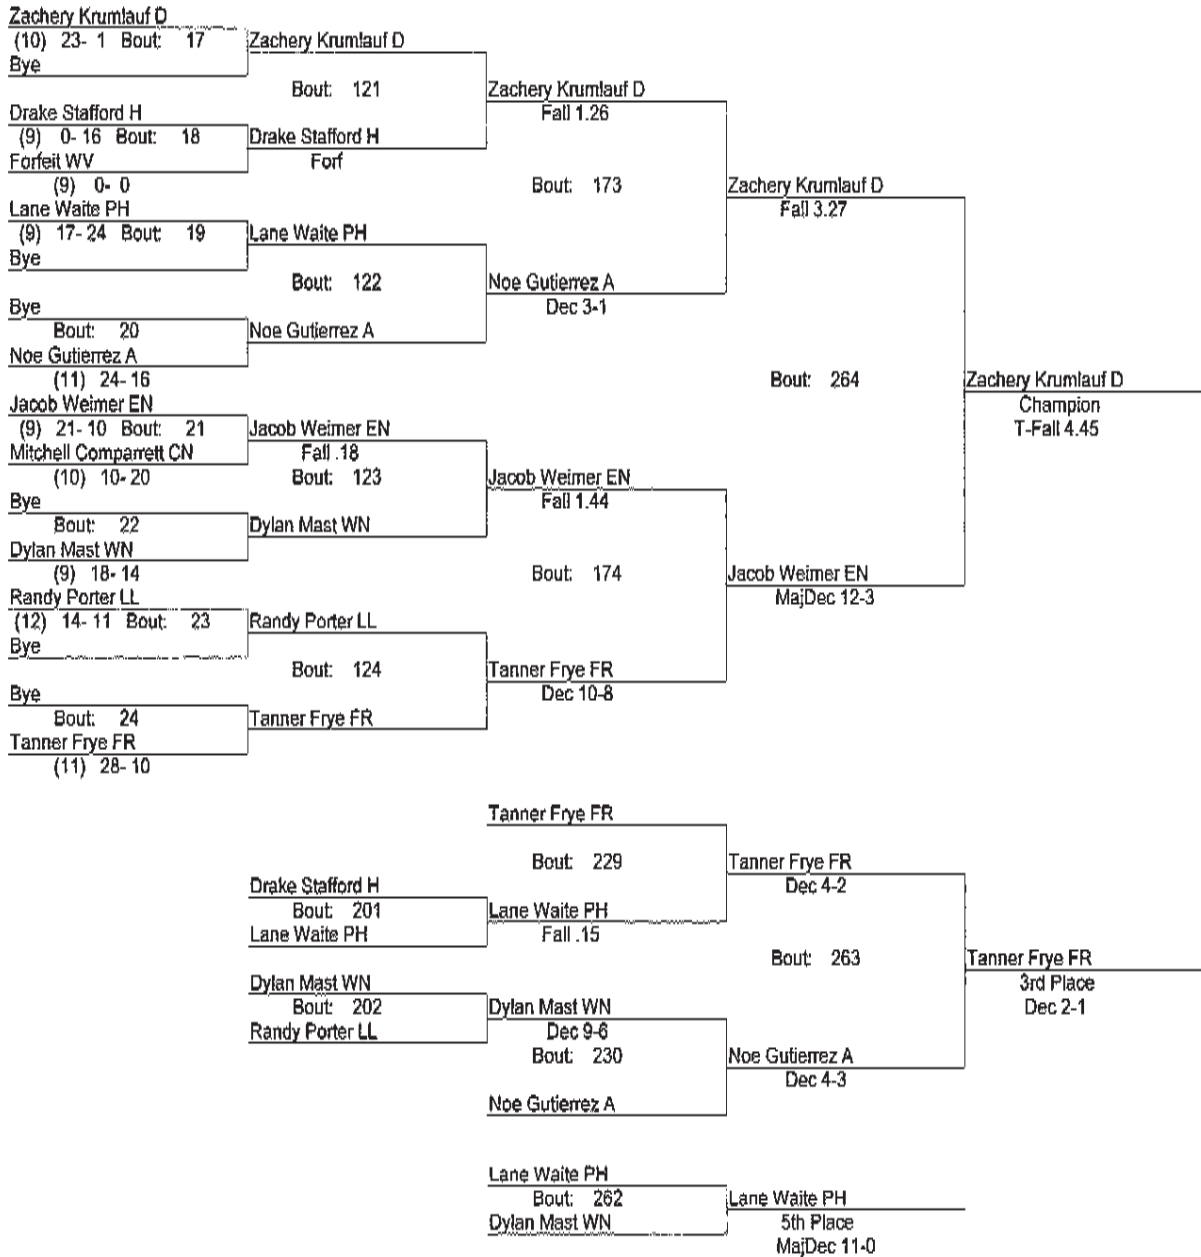 Zachery Krumlauf D
(10) 23- 1 Bout: 17
Bye
Zachery Krumlauf D
Bout: 121
Drake Stafford H
(9) 0- 16 Bout: 18
Forfeit WV
(9) 0- 0
Drake Stafford H
Forf
Zachery Krumlauf D
Fall 1.26
Bout: 173
Lane Waite PH
(9) 17- 24 Bout: 19
Bye
Lane Waite PH
Bout: 122
Bye
Bout: 20
Noe Gutierrez A
(11) 24- 16
Noe Gutierrez A
Noe Gutierrez A
Dec 3-1
Zachery Krumlauf D
Fall 3.27
Bout: 264
Zachery Krumlauf D
Champion
T-Fall 4.45
Jacob Weimer EN
(9) 21- 10 Bout: 21
Mitchell Comparrett CN
(10) 10- 20
Jacob Weimer EN
Fall .18
Bout: 123
Bye
Bout: 22
Dylan Mast WN
(9) 18- 14
Dylan Mast WN
Jacob Weimer EN
Fall 1.44
Bout: 174
Randy Porter LL
(12) 14- 11 Bout: 23
Bye
Randy Porter LL
Bout: 124
Bye
Bout: 24
Tanner Frye FR
(11) 28- 10
Tanner Frye FR
Tanner Frye FR
Dec 10-8
Jacob Weimer EN
MajDec 12-3
Tanner Frye FR
Bout: 229
Drake Stafford H
Bout: 201
Lane Waite PH
Lane Waite PH
Fall .15
Tanner Frye FR
Dec 4-2
Bout: 263
Tanner Frye FR
3rd Place
Dec 2-1
Dylan Mast WN
Bout: 202
Randy Porter LL
Dylan Mast WN
Dec 9-6
Bout: 230
Noe Gutierrez A
Noe Gutierrez A
Dec 4-3
Lane Waite PH
Bout: 262
Dylan Mast WN
Lane Waite PH
5th Place
MajDec 11-0